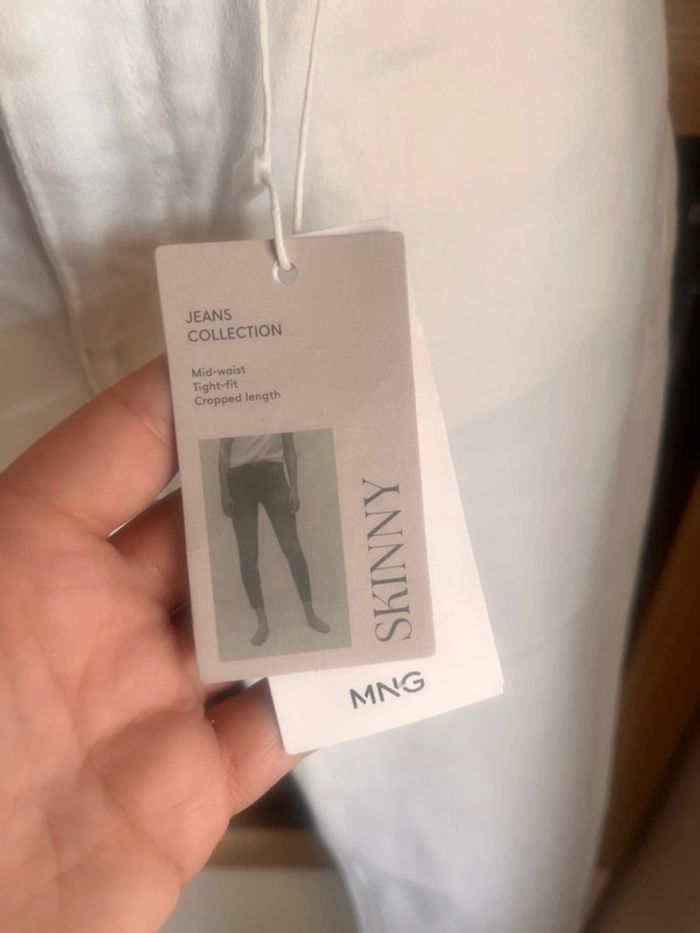 JEANS
COLLECTION
Mid-waist
Tight-fit
Cropped length
SKINNY
MNG